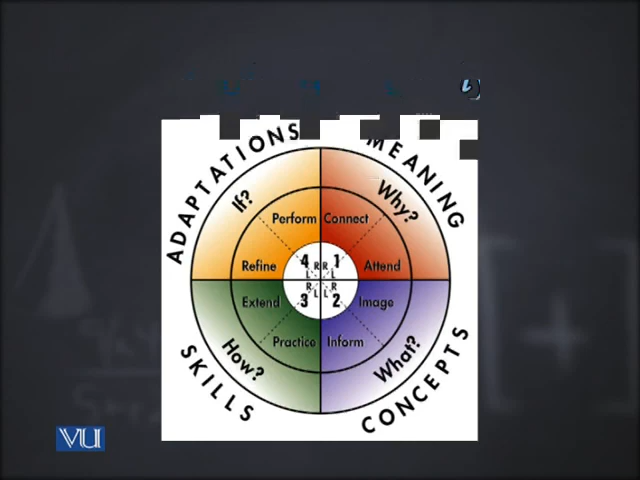 ADAPTATIONS
MEANING
If?
Why?
Perform
Connect
Refine
Attend
4 R R 1
L L
R R
3 L L 2
Extend
Image
Practice
Inform
How?
What?
SKILLS
CONCEPTS
VU